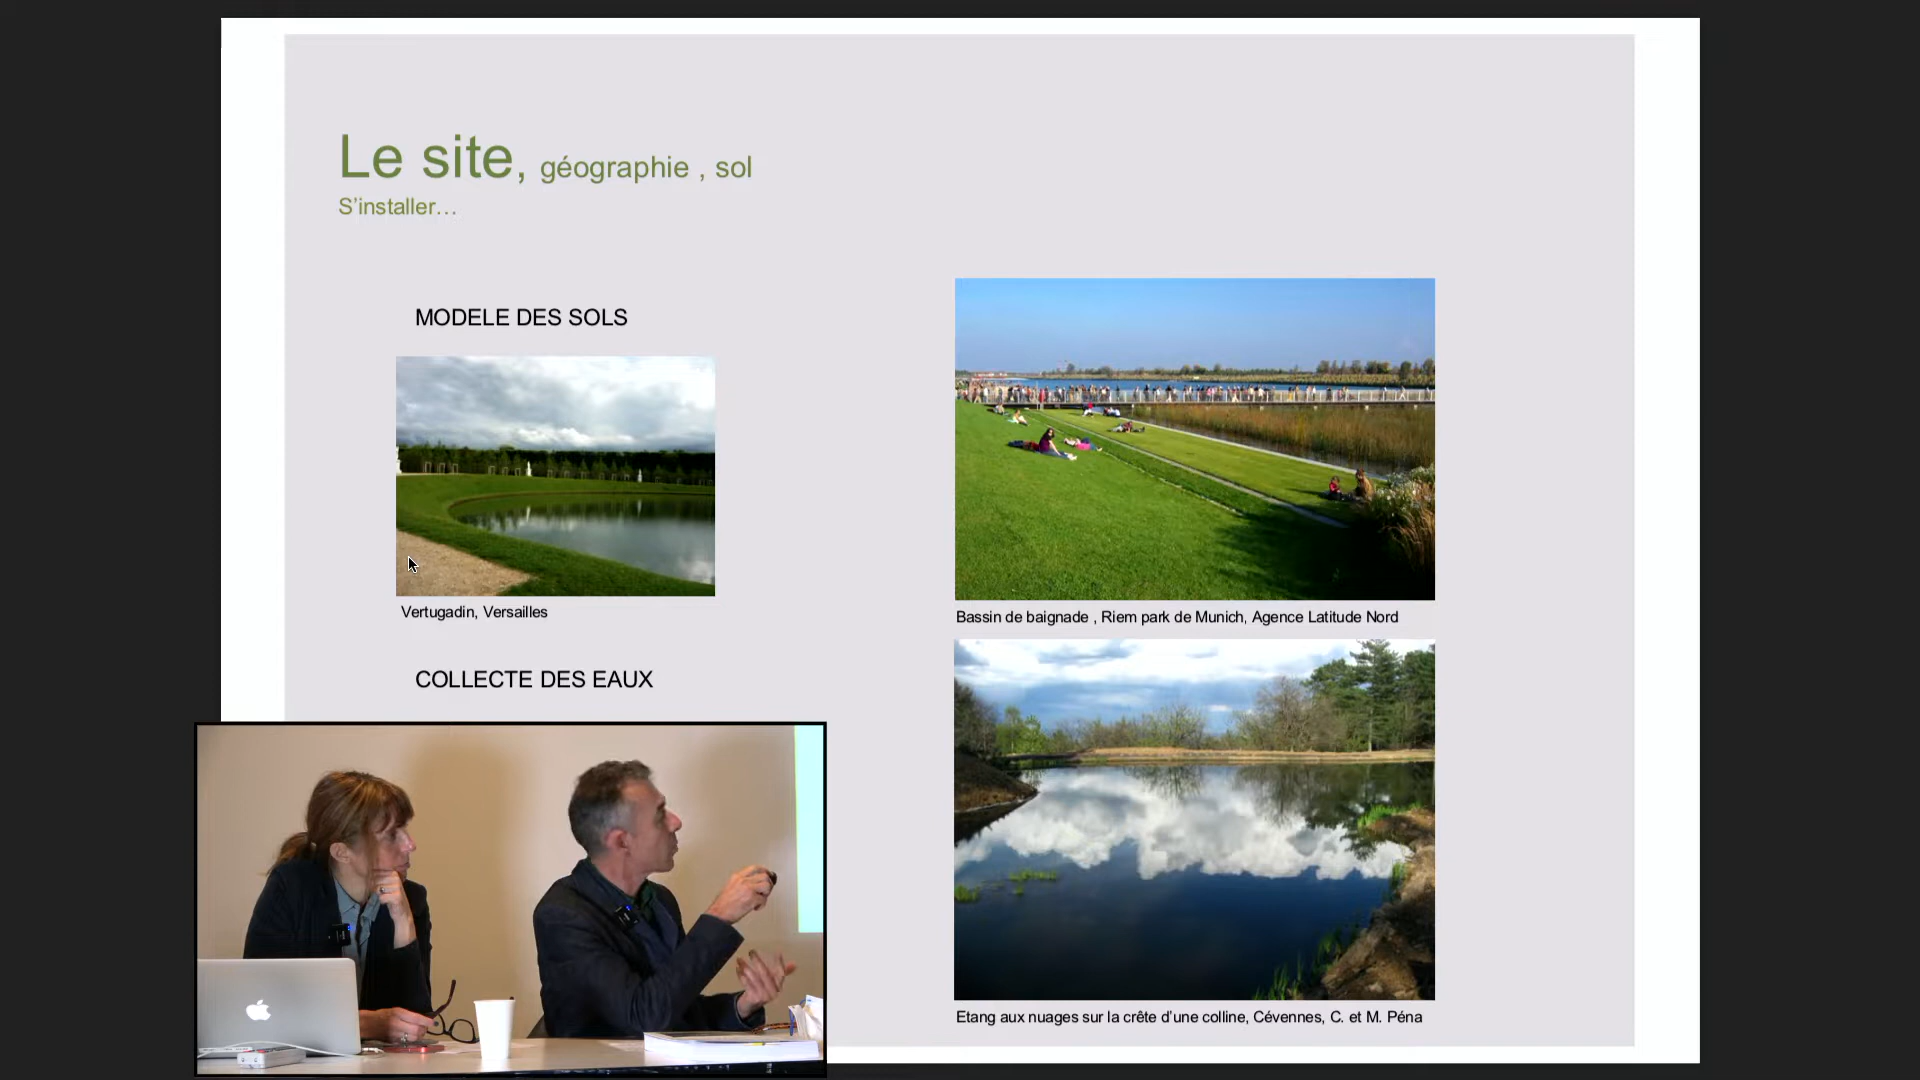 Le site, géographie , sol
S’installer…
MODELE DES SOLS
Vertugadin, Versailles
COLLECTE DES EAUX
Bassin de baignade , Riem park de Munich, Agence Latitude Nord
Etang aux nuages sur la crête d’une colline, Cévennes, C. et M. Péna